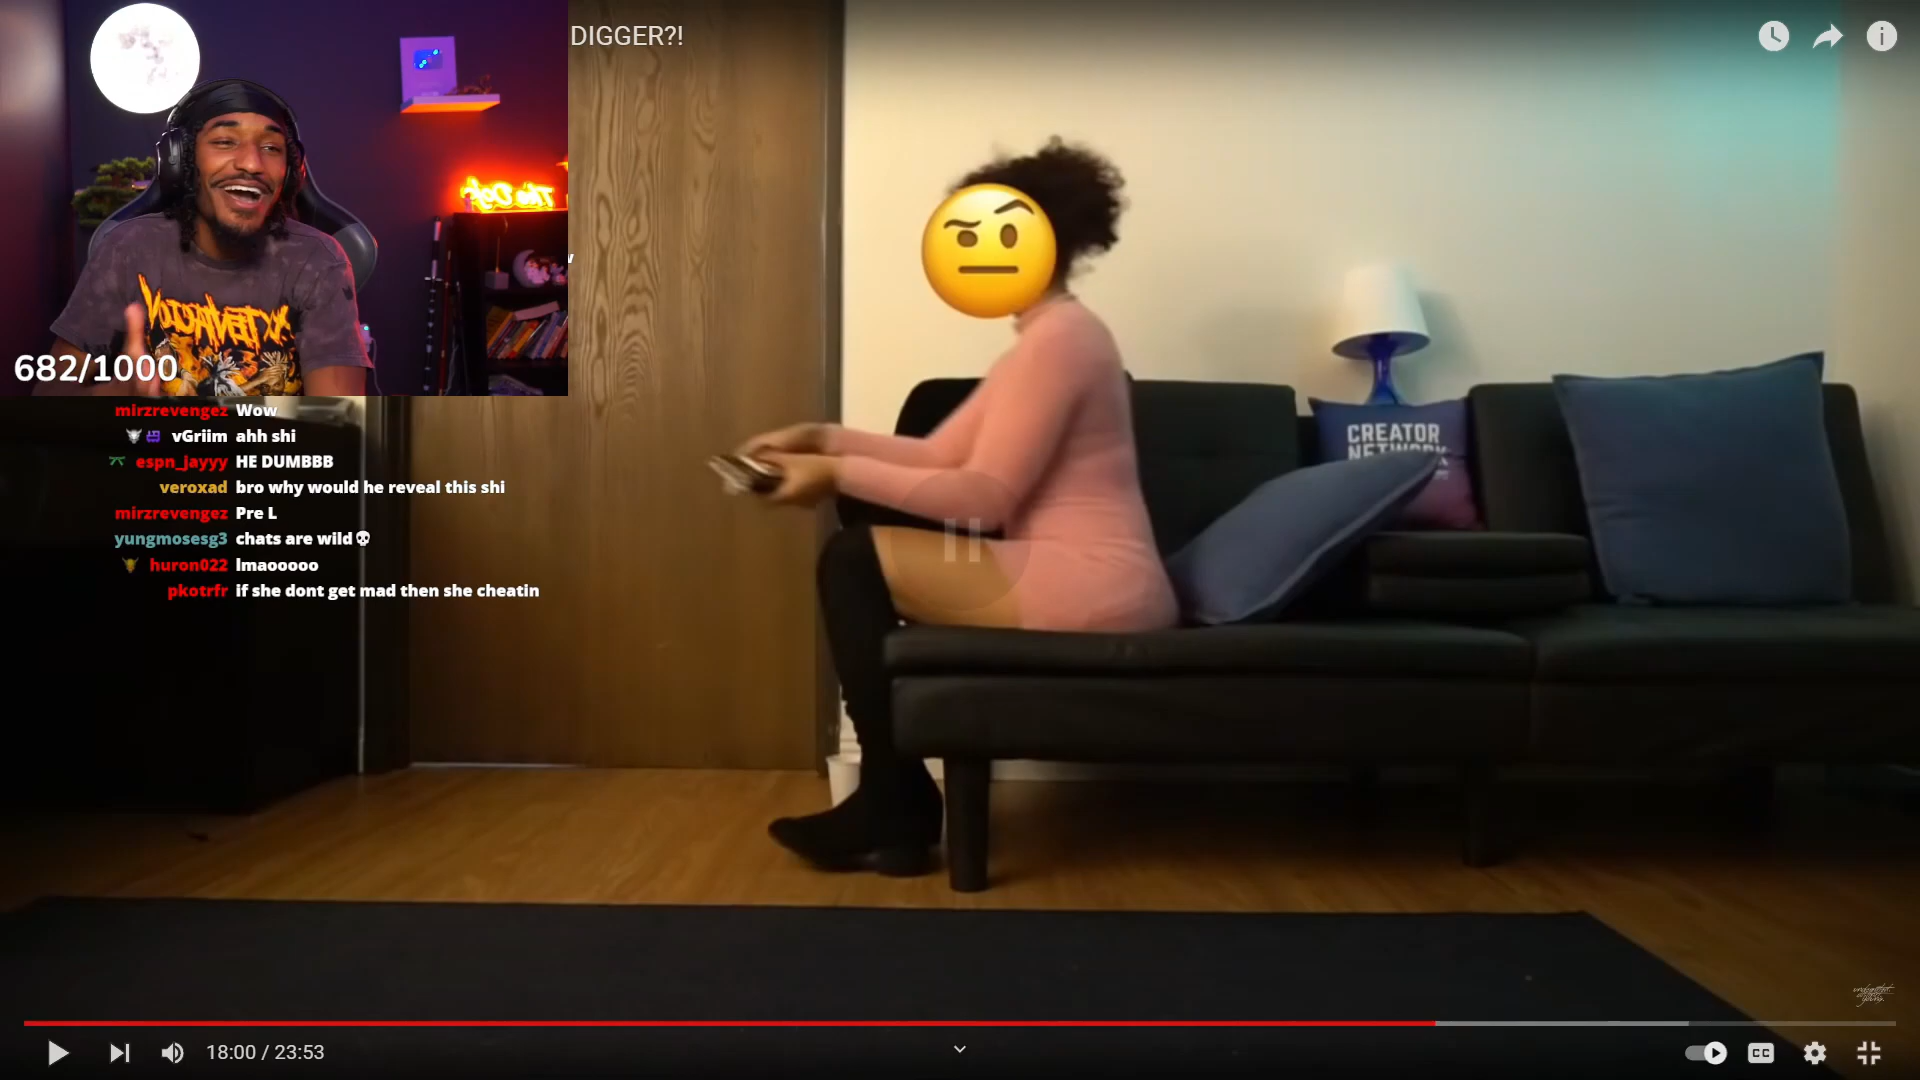 DIGGER?!
682/1000
mirzrevengez Wow
vGriim ahh shi
espn_jayyy HE DUMBBB
veroxad bro why would he reveal this shi
mirzrevengez Pre L
yungmosesg3 chats are wild
huron022 lmaooooo
pkotrfr if she dont get mad then she cheatin
CREATOR
NETWORK
18:00 / 23:53
CC